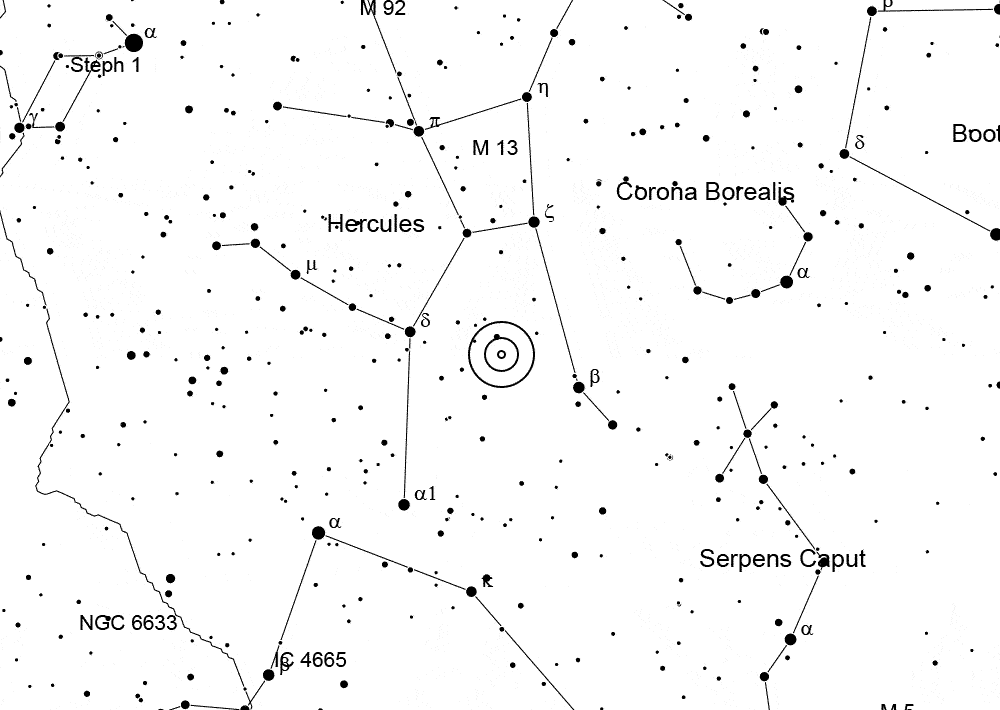 M 92
β
α
Steph 1
η
γ
π
δ
Boot
M 13
Corona Borealis
ζ
Hercules
μ
α
δ
β
α1
α
Serpens Caput
κ
NGC 6633
α
IC 4665
β
M 5